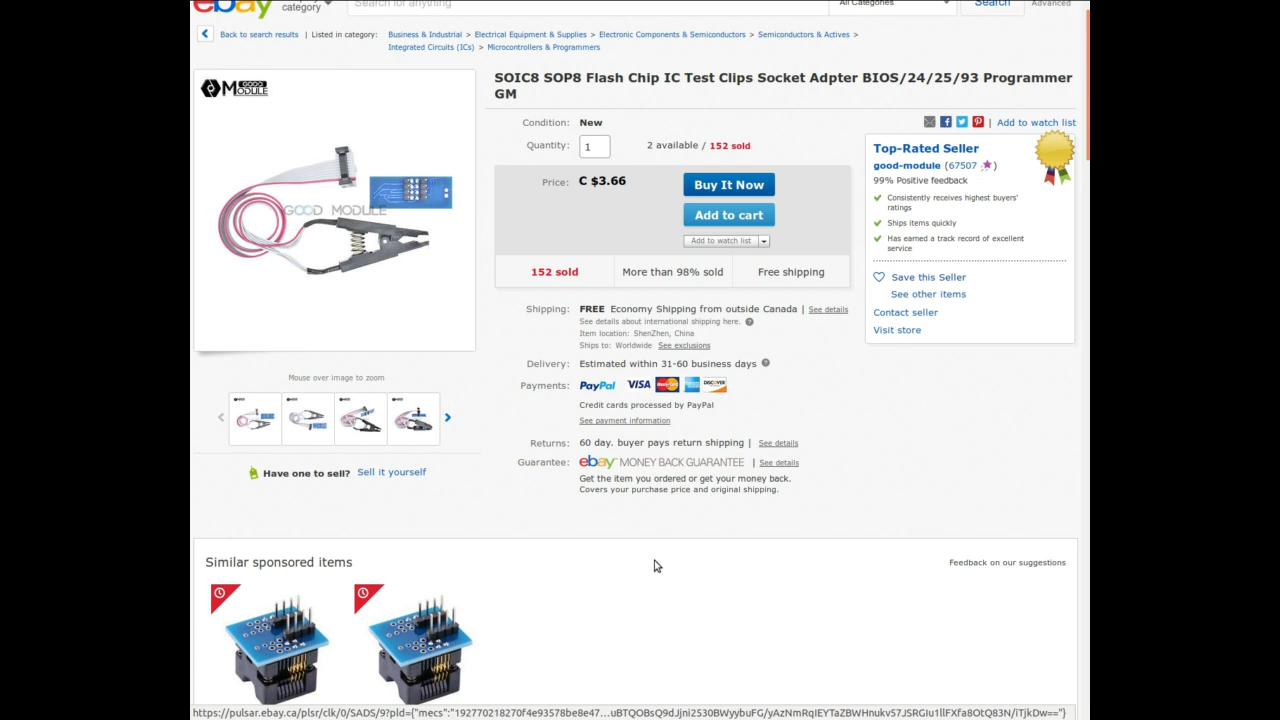 ebay
category
Search for anything
All Categories
Search
Advanced
Back to search results | Listed in category: Business & Industrial > Electrical Equipment & Supplies > Electronic Components & Semiconductors > Semiconductors & Actives >
Integrated Circuits (ICs) > Microcontrollers & Programmers
GOOD
MODULE
GOOD MODULE
Mouse over image to zoom
Have one to sell? Sell it yourself
SOIC8 SOP8 Flash Chip IC Test Clips Socket Adpter BIOS/24/25/93 Programmer
GM
Condition: New
Quantity: 1 2 available / 152 sold
Price: C $3.66
Buy It Now
Add to cart
Add to watch list
152 sold
More than 98% sold
Free shipping
Shipping: FREE Economy Shipping from outside Canada | See details
See details about international shipping here.
Item location: ShenZhen, China
Ships to: Worldwide See exclusions
Delivery: Estimated within 31-60 business days
Payments: PayPal VISA MasterCard DISCOVER
Credit cards processed by PayPal
See payment information
Returns: 60 day. buyer pays return shipping | See details
Guarantee: ebay MONEY BACK GUARANTEE | See details
Get the item you ordered or get your money back.
Covers your purchase price and original shipping.
| Add to watch list
Top-Rated Seller
good-module (67507 )
99% Positive feedback
Consistently receives highest buyers'
ratings
Ships items quickly
Has earned a track record of excellent
service
Save this Seller
See other items
Contact seller
Visit store
Similar sponsored items
Feedback on our suggestions